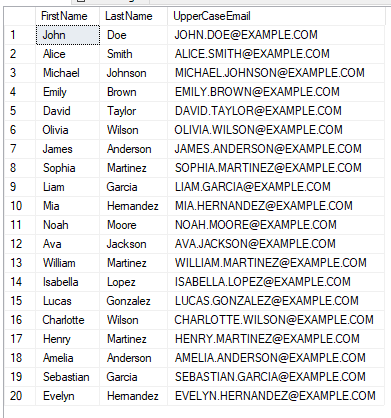 FirstName LastName UpperCaseEmail
1 John Doe JOHN.DOE@EXAMPLE.COM
2 Alice Smith ALICE.SMITH@EXAMPLE.COM
3 Michael Johnson MICHAEL.JOHNSON@EXAMPLE.COM
4 Emily Brown EMILY.BROWN@EXAMPLE.COM
5 David Taylor DAVID.TAYLOR@EXAMPLE.COM
6 Olivia Wilson OLIVIA.WILSON@EXAMPLE.COM
7 James Anderson JAMES.ANDERSON@EXAMPLE.COM
8 Sophia Martinez SOPHIA.MARTINEZ@EXAMPLE.COM
9 Liam Garcia LIAM.GARCIA@EXAMPLE.COM
10 Mia Hernandez MIA.HERNANDEZ@EXAMPLE.COM
11 Noah Moore NOAH.MOORE@EXAMPLE.COM
12 Ava Jackson AVA.JACKSON@EXAMPLE.COM
13 William Martinez WILLIAM.MARTINEZ@EXAMPLE.COM
14 Isabella Lopez ISABELLA.LOPEZ@EXAMPLE.COM
15 Lucas Gonzalez LUCAS.GONZALEZ@EXAMPLE.COM
16 Charlotte Wilson CHARLOTTE.WILSON@EXAMPLE.COM
17 Henry Martinez HENRY.MARTINEZ@EXAMPLE.COM
18 Amelia Anderson AMELIA.ANDERSON@EXAMPLE.COM
19 Sebastian Garcia SEBASTIAN.GARCIA@EXAMPLE.COM
20 Evelyn Hernandez EVELYN.HERNANDEZ@EXAMPLE.COM